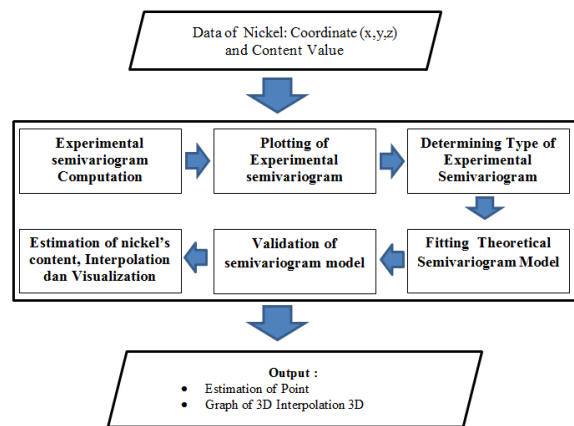 Data of Nickel: Coordinate (x,y,z)
and Content Value
Experimental
semivariogram
Computation
Plotting of
Experimental
semivariogram
Determining Type of
Experimental
Semivariogram
Fitting Theoretical
Semivariogram Model
Validation of
semivariogram model
Estimation of nickel's
content, Interpolation
dan Visualization
Output :
• Estimation of Point
• Graph of 3D Interpolation 3D